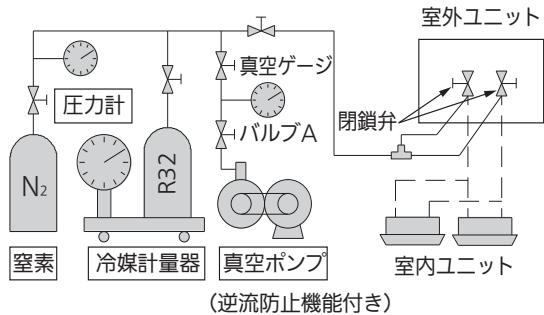 室外ユニット
真空ゲージ
圧力計
バルブA
閉鎖弁
N₂
R32
窒素
冷媒計量器
真空ポンプ
室内ユニット
(逆流防止機能付き)